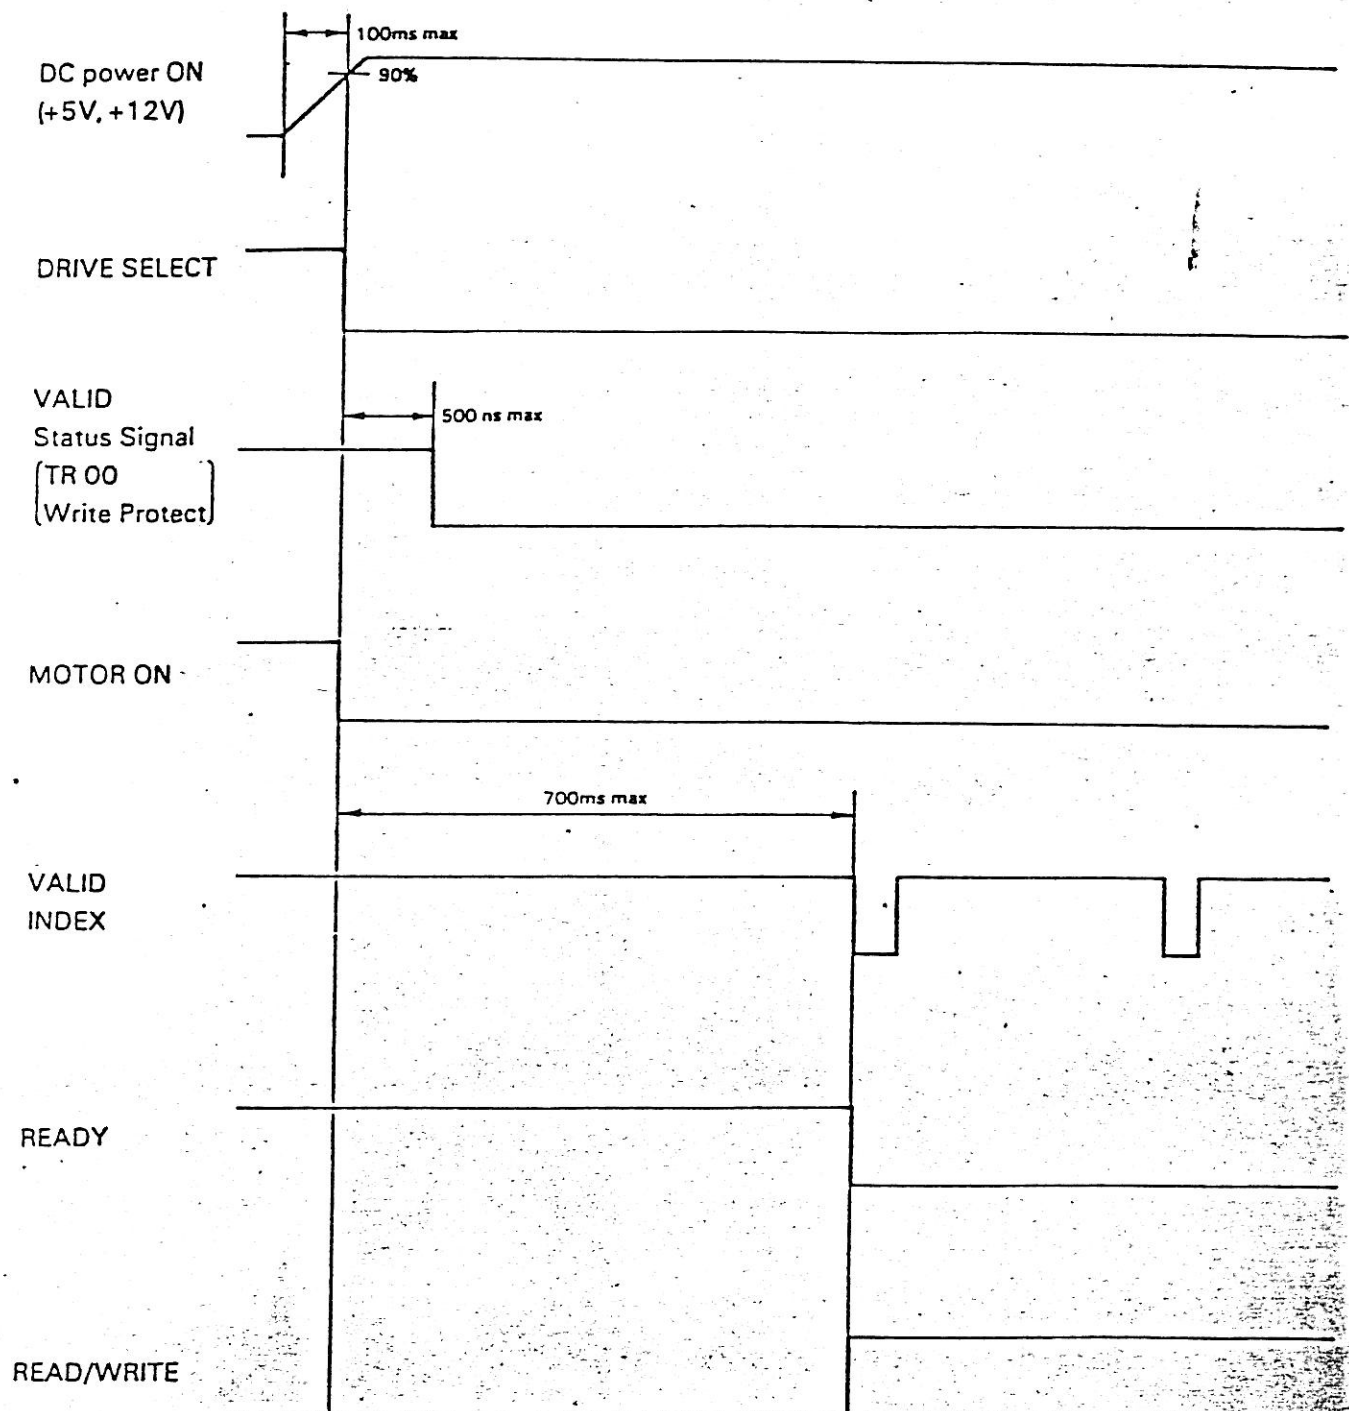 100ms max
DC power ON
90%
(+5V, +12V)
DRIVE SELECT
VALID
500 ns max
Status Signal
TR 00
Write Protect
MOTOR ON
700ms max
VALID
INDEX
READY
READ/WRITE